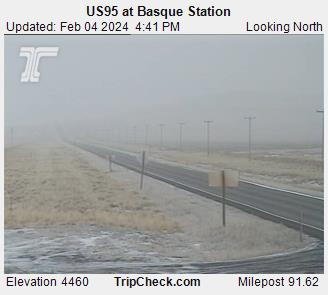 US95 at Basque Station
Updated: Feb 04 2024 4:41 PM Looking North
Elevation 4460 TripCheck.com Milepost 91.62